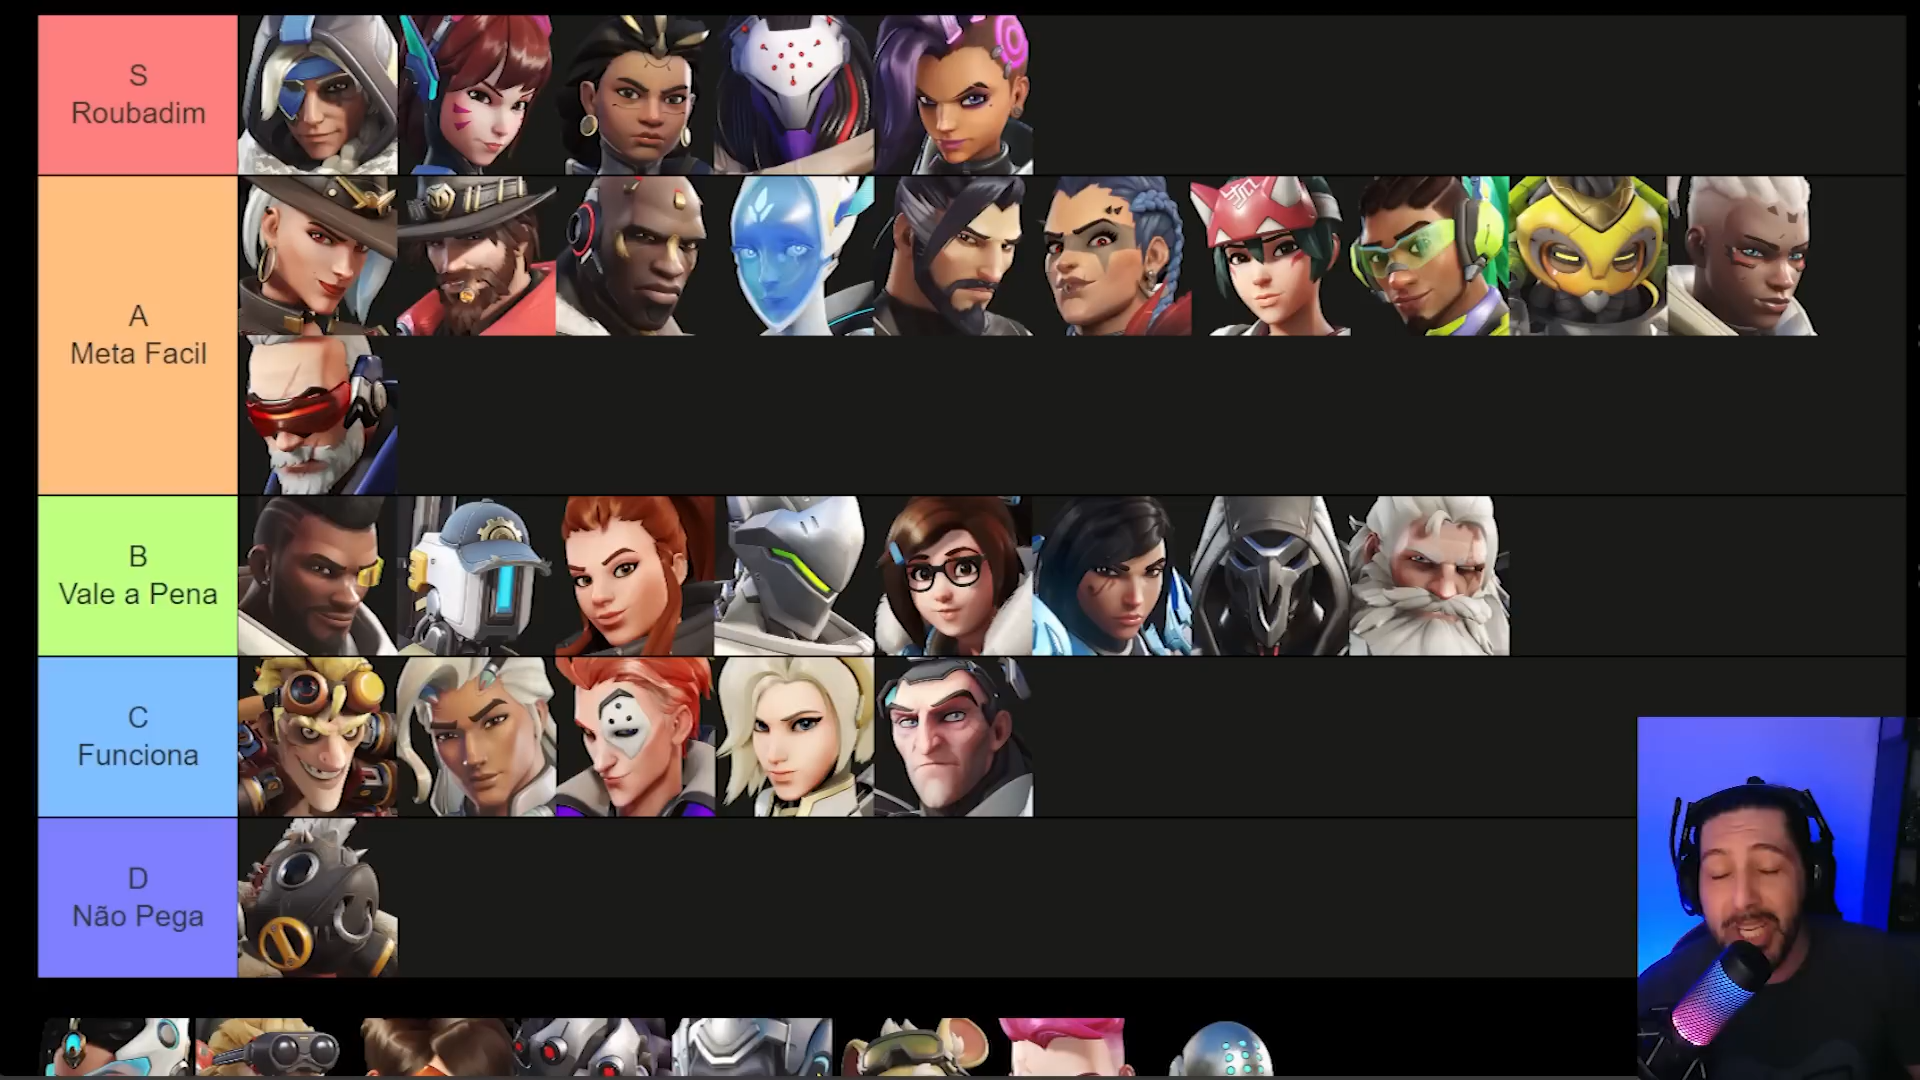 S
Roubadim
A
Meta Facil
B
Vale a Pena
C
Funciona
D
Não Pega